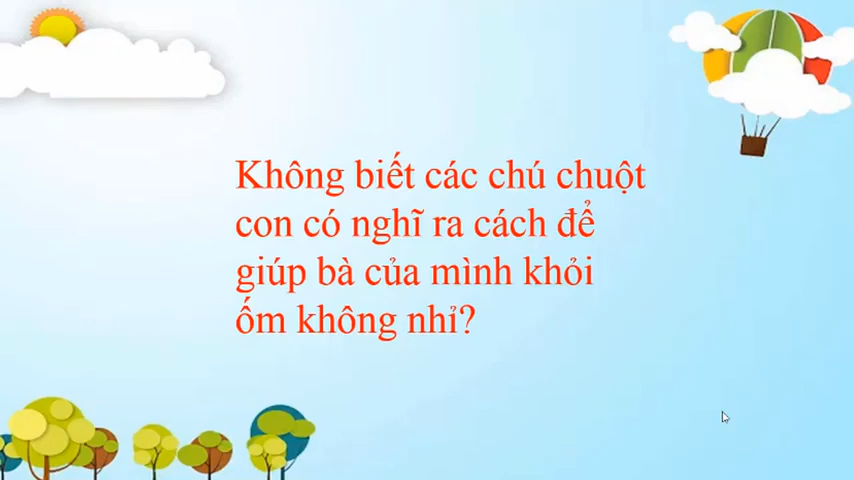 Không biết các chú chuột
con có nghĩ ra cách để
giúp bà của mình khỏi
ốm không nhỉ?